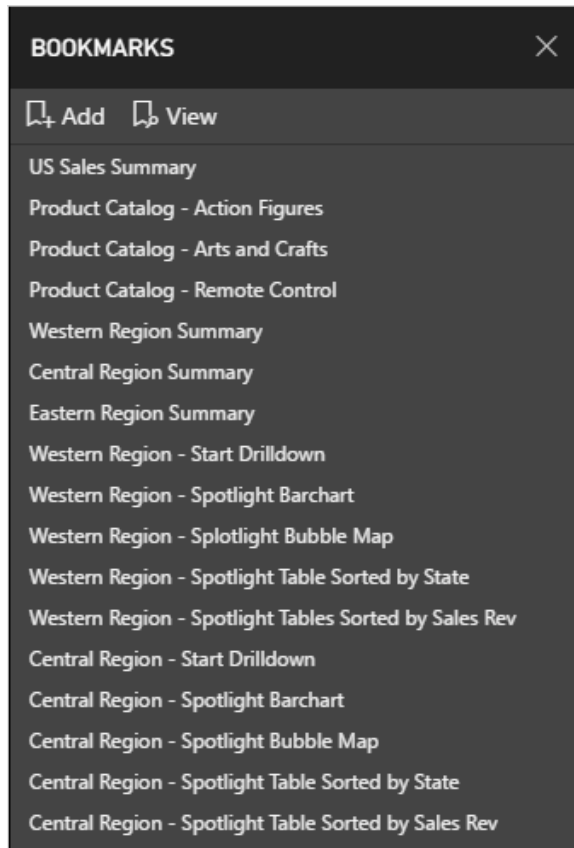 BOOKMARKS
Add View
US Sales Summary
Product Catalog - Action Figures
Product Catalog - Arts and Crafts
Product Catalog - Remote Control
Western Region Summary
Central Region Summary
Eastern Region Summary
Western Region - Start Drilldown
Western Region - Spotlight Barchart
Western Region - Splotlight Bubble Map
Western Region - Spotlight Table Sorted by State
Western Region - Spotlight Tables Sorted by Sales Rev
Central Region - Start Drilldown
Central Region - Spotlight Barchart
Central Region - Spotlight Bubble Map
Central Region - Spotlight Table Sorted by State
Central Region - Spotlight Table Sorted by Sales Rev